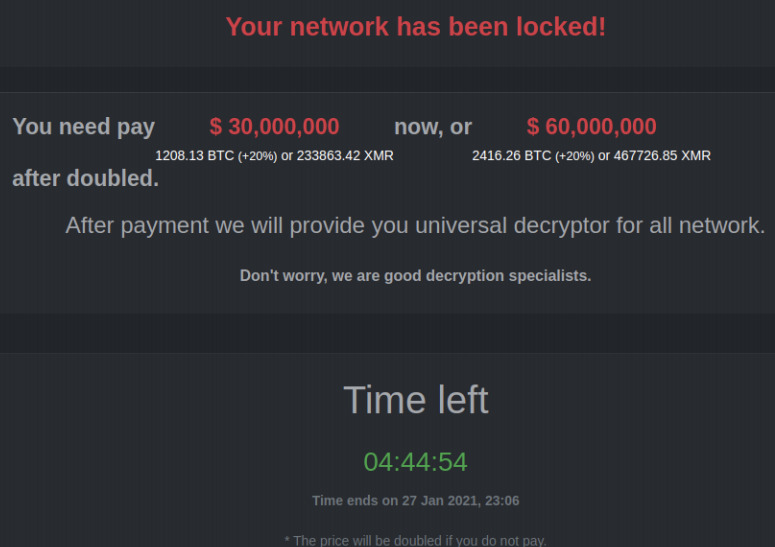 Your network has been locked!
You need pay $ 30,000,000 now, or $ 60,000,000
1208.13 BTC (+20%) or 233863.42 XMR 2416.26 BTC (+20%) or 467726.85 XMR
after doubled.
After payment we will provide you universal decryptor for all network.
Don't worry, we are good decryption specialists.
Time left
04:44:54
Time ends on 27 Jan 2021, 23:06
* The price will be doubled if you do not pay.